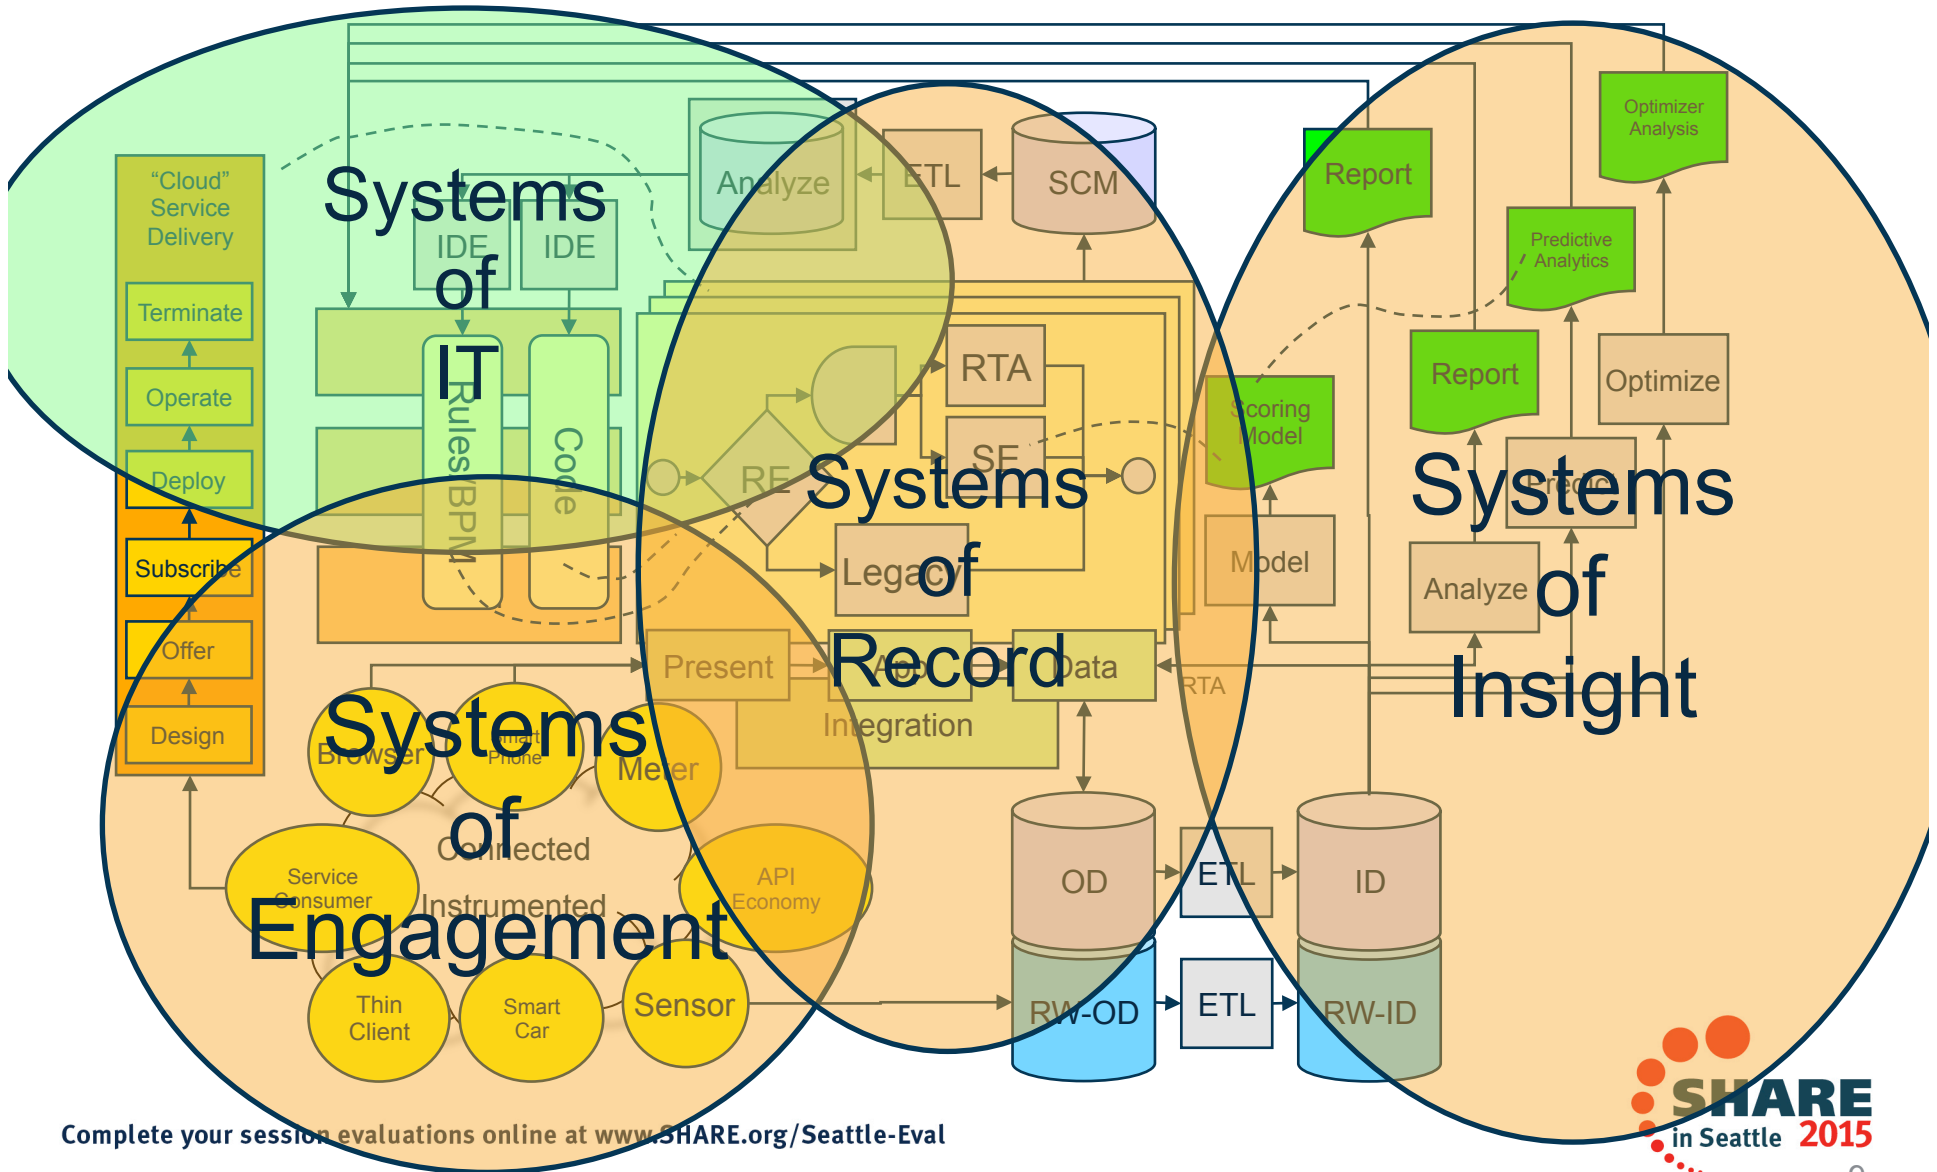 Systems
of
IT
"Cloud"
Service
Delivery
Terminate
Operate
Deploy
Subscribe
Offer
Design
IDE
IDE
Rules/BPM
Code
Analyze
ETL
SCM
RE
RTA
SE
Legacy
Systems
of
Record
Present
App
Data
Integration
RTA
Report
Optimizer
Analysis
Predictive
Analytics
Report
Optimize
Scoring
Model
Model
Analyze
Systems
of
Insight
Systems
of
Engagement
Browser
Smart
Phone
Meter
Connected
Instrumented
Service
Consumer
API
Economy
Thin
Client
Smart
Car
Sensor
OD
ETL
ID
RW-OD
ETL
RW-ID
Complete your session evaluations online at www.SHARE.org/Seattle-Eval
SHARE
in Seattle 2015